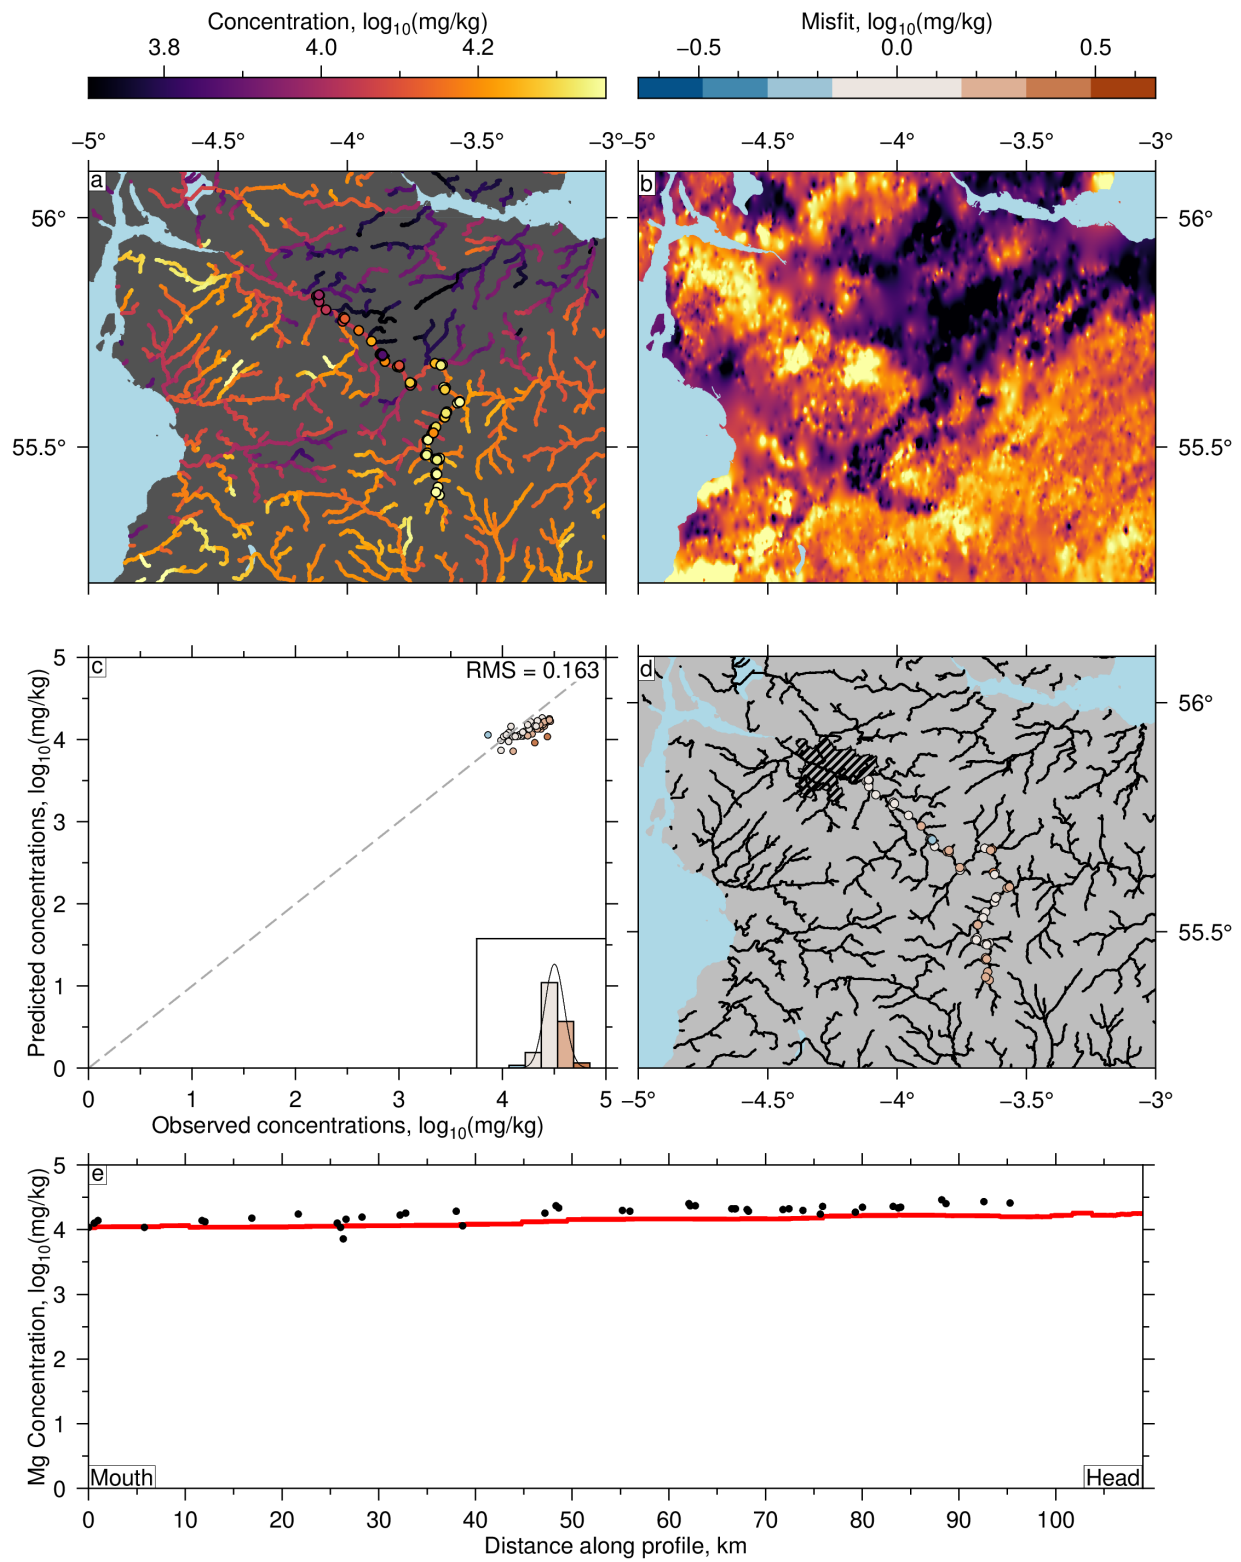 Concentration, log₁₀(mg/kg)
Misfit, log₁₀(mg/kg)
3.8 4.0 4.2
−0.5 0.0 0.5
−5° −4.5° −4° −3.5° −3°
−5° −4.5° −4° −3.5° −3°
a
b
56°
56°
55.5°
55.5°
c
RMS = 0.163
d
Predicted concentrations, log₁₀(mg/kg)
5
4
3
2
1
0
56°
55.5°
0 1 2 3 4 5
−5° −4.5° −4° −3.5° −3°
Observed concentrations, log₁₀(mg/kg)
e
Mg Concentration, log₁₀(mg/kg)
5
4
3
2
1
0
Mouth
Head
0 10 20 30 40 50 60 70 80 90 100
Distance along profile, km